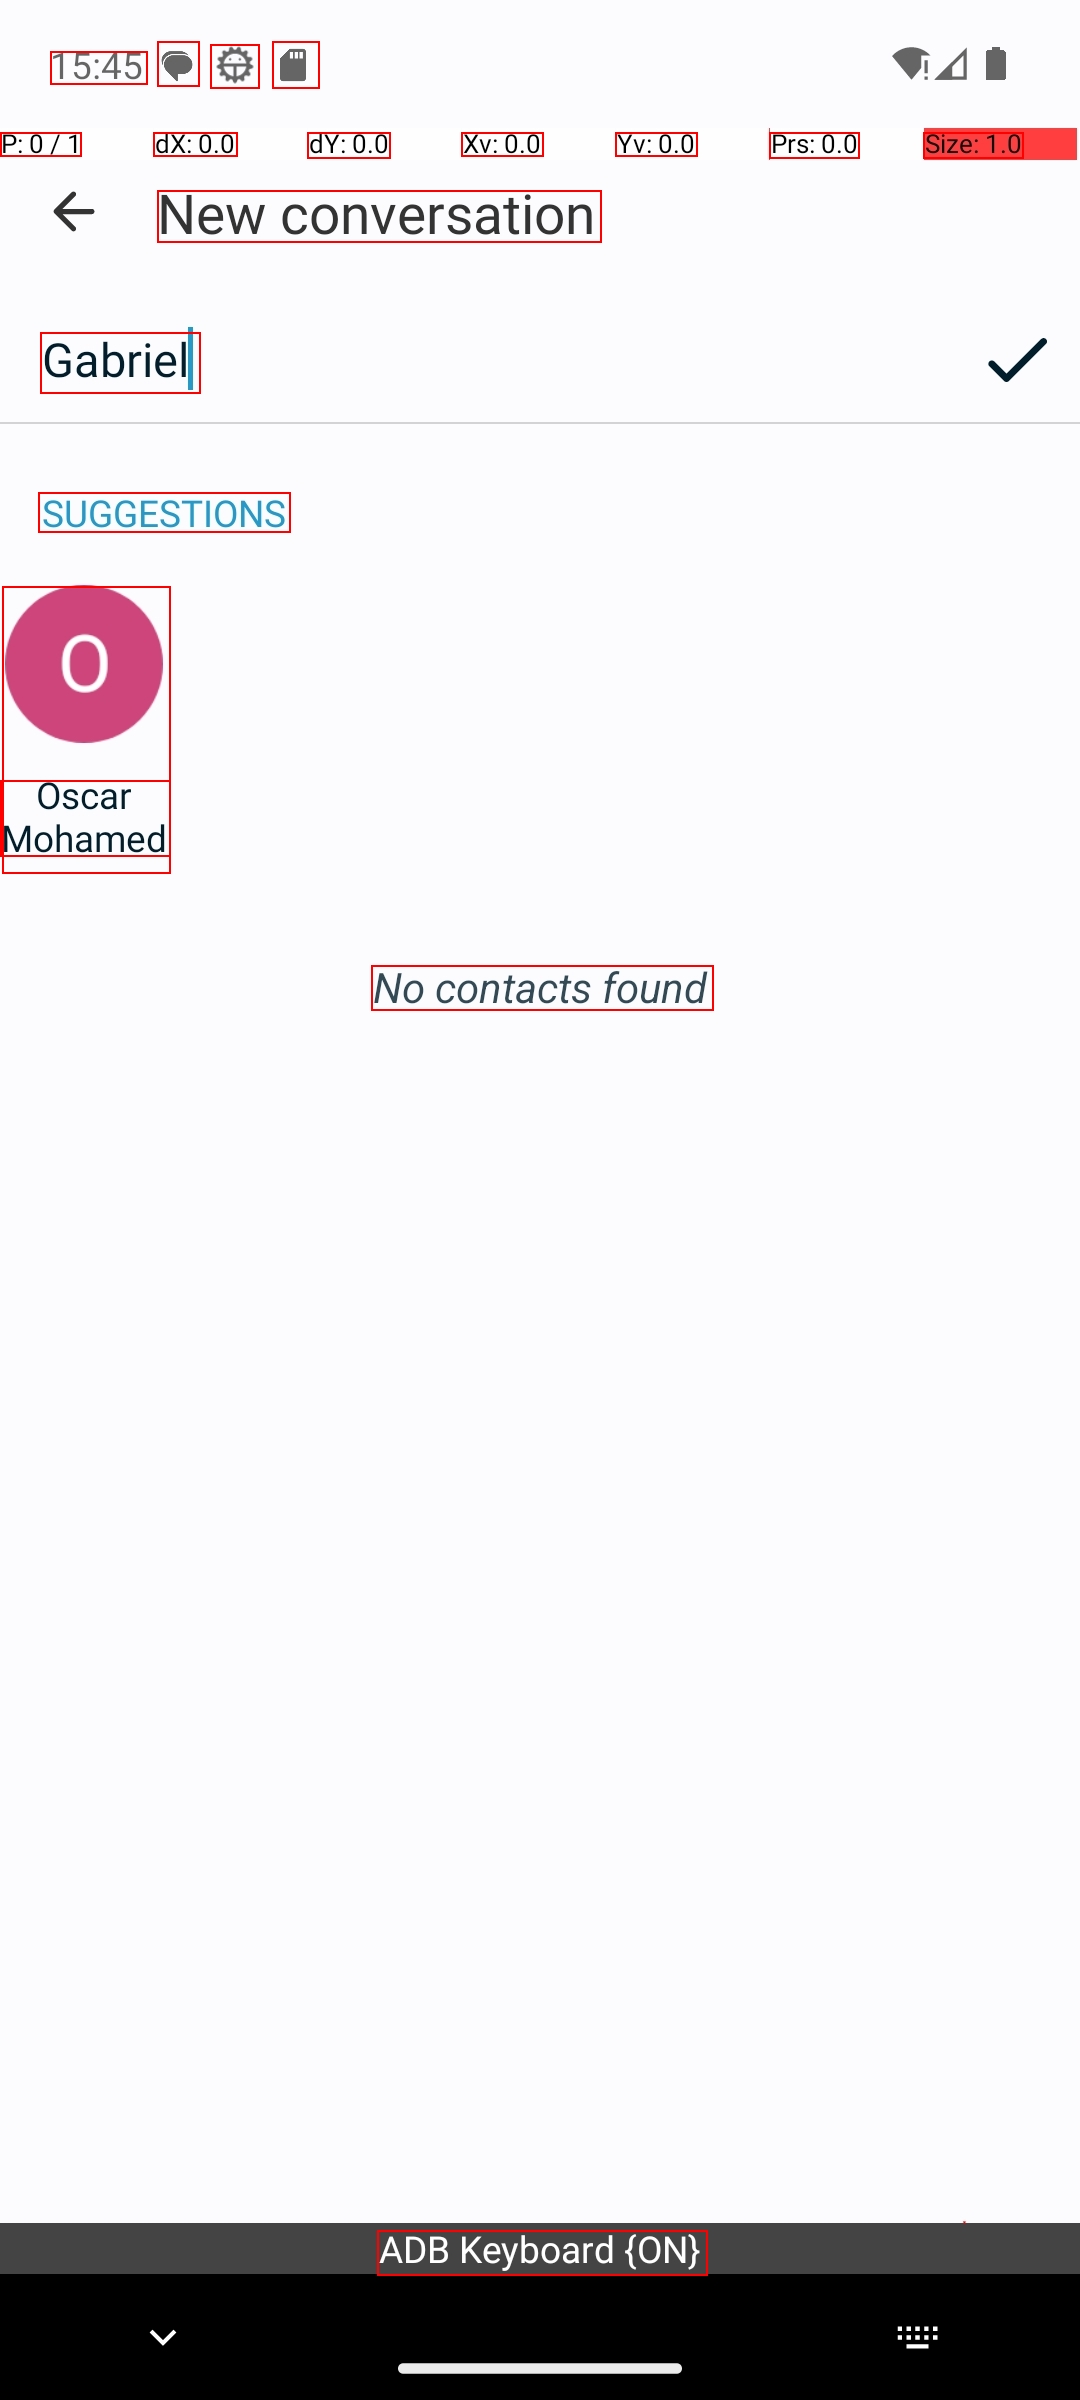 15:45
P: 0 / 1 dX: 0.0 dY: 0.0 Xv: 0.0 Yv: 0.0 Prs: 0.0 Size: 1.0
New conversation
Gabriel
SUGGESTIONS
O
Oscar
Mohamed
No contacts found
ADB Keyboard {ON}